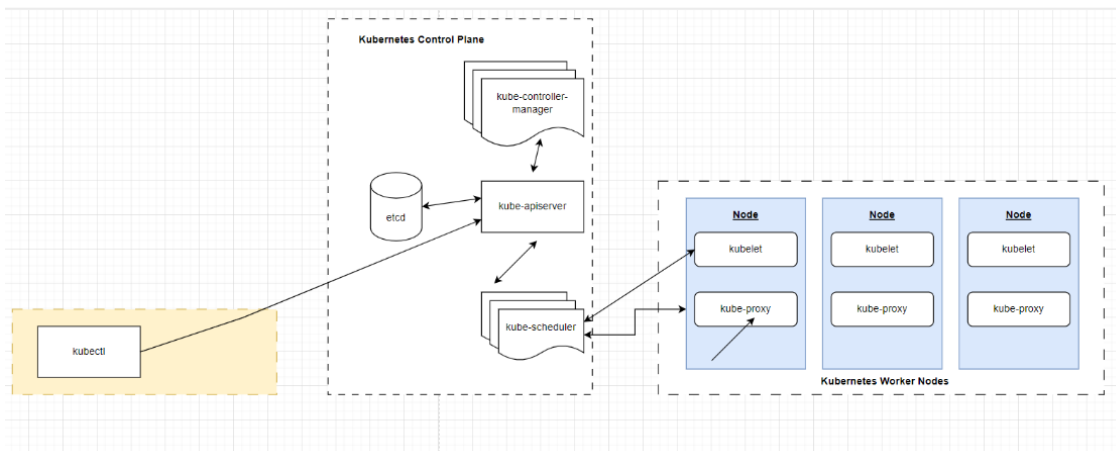 Kubernetes Control Plane
kube-controller-
manager
etcd
kube-apiserver
kube-scheduler
kubectl
Node
kubelet
kube-proxy
Node
kubelet
kube-proxy
Node
kubelet
kube-proxy
Kubernetes Worker Nodes